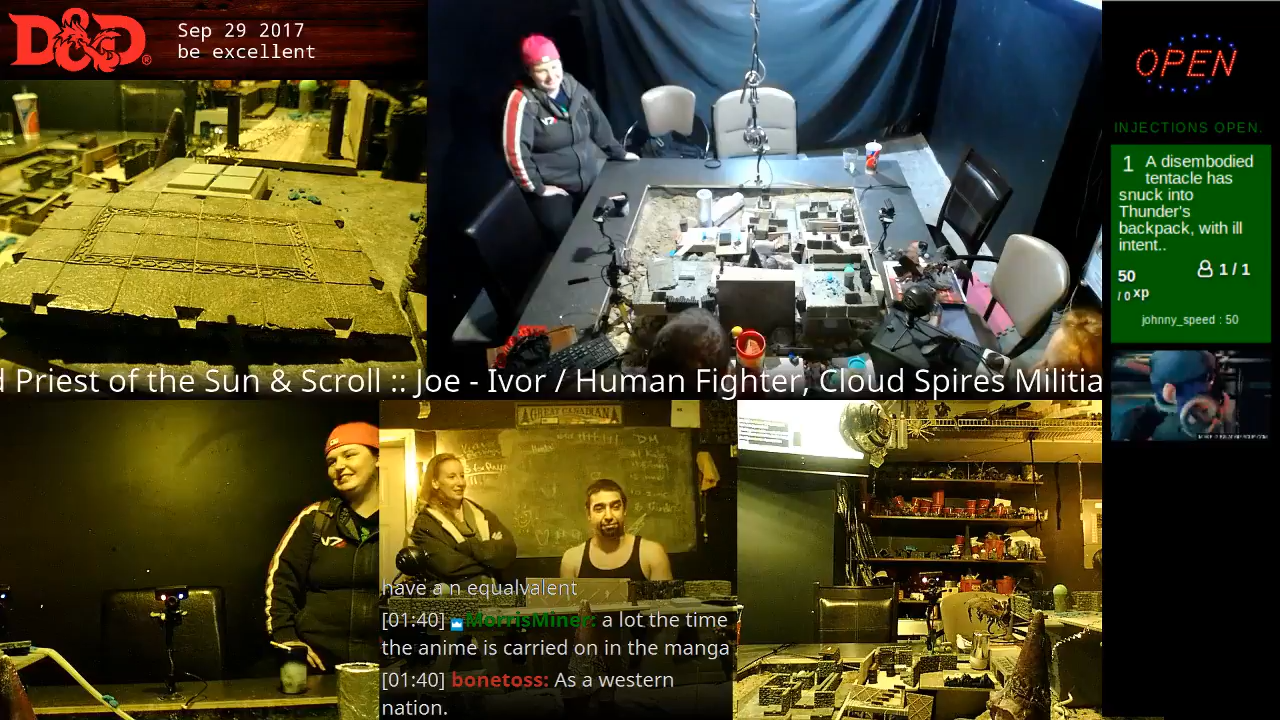 D&D
Sep 29 2017
be excellent
OPEN
INJECTIONS OPEN.
1 A disembodied
tentacle has
snuck into
Thunder's
backpack, with ill
intent..
50
/ 0 xp
1 / 1
johnny_speed : 50
d Priest of the Sun & Scroll :: Joe - Ivor / Human Fighter, Cloud Spires Militia
GREAT CANADIAN
N7
have a n equalvalent
[01:40] MorrisMiner: a lot the time
the anime is carried on in the manga
[01:40] bonetoss: As a western
nation.